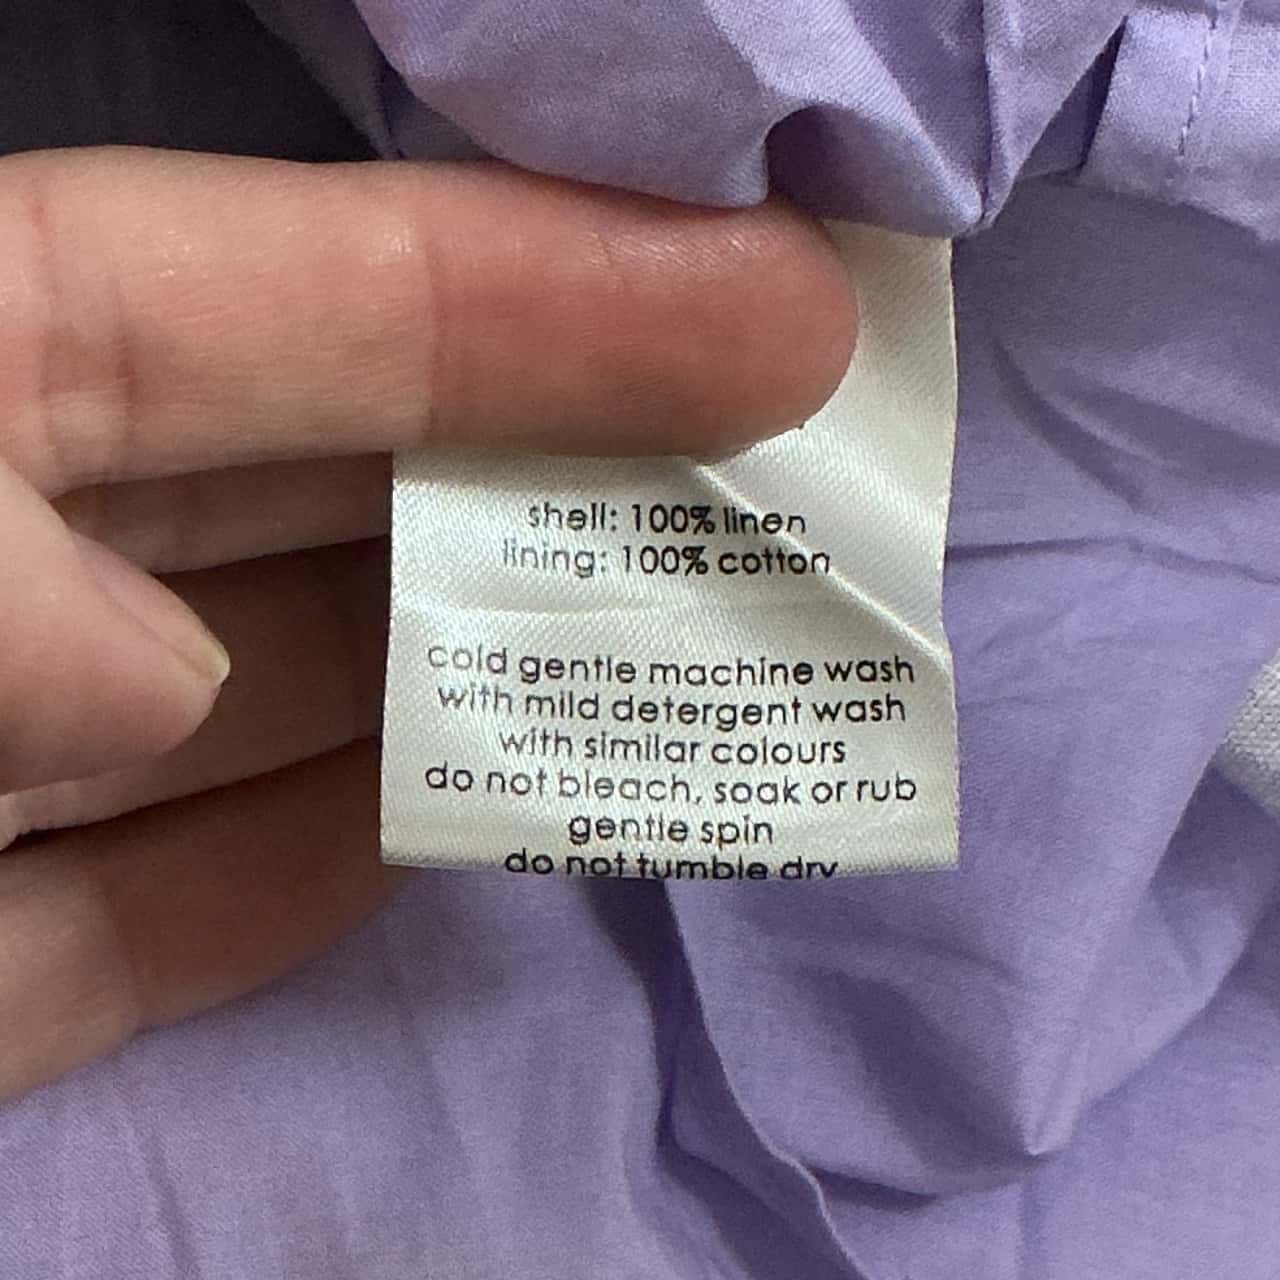 shell: 100% linen
lining: 100% cotton
cold gentle machine wash
with mild detergent wash
with similar colours
do not bleach, soak or rub
gentle spin
do not tumble dry